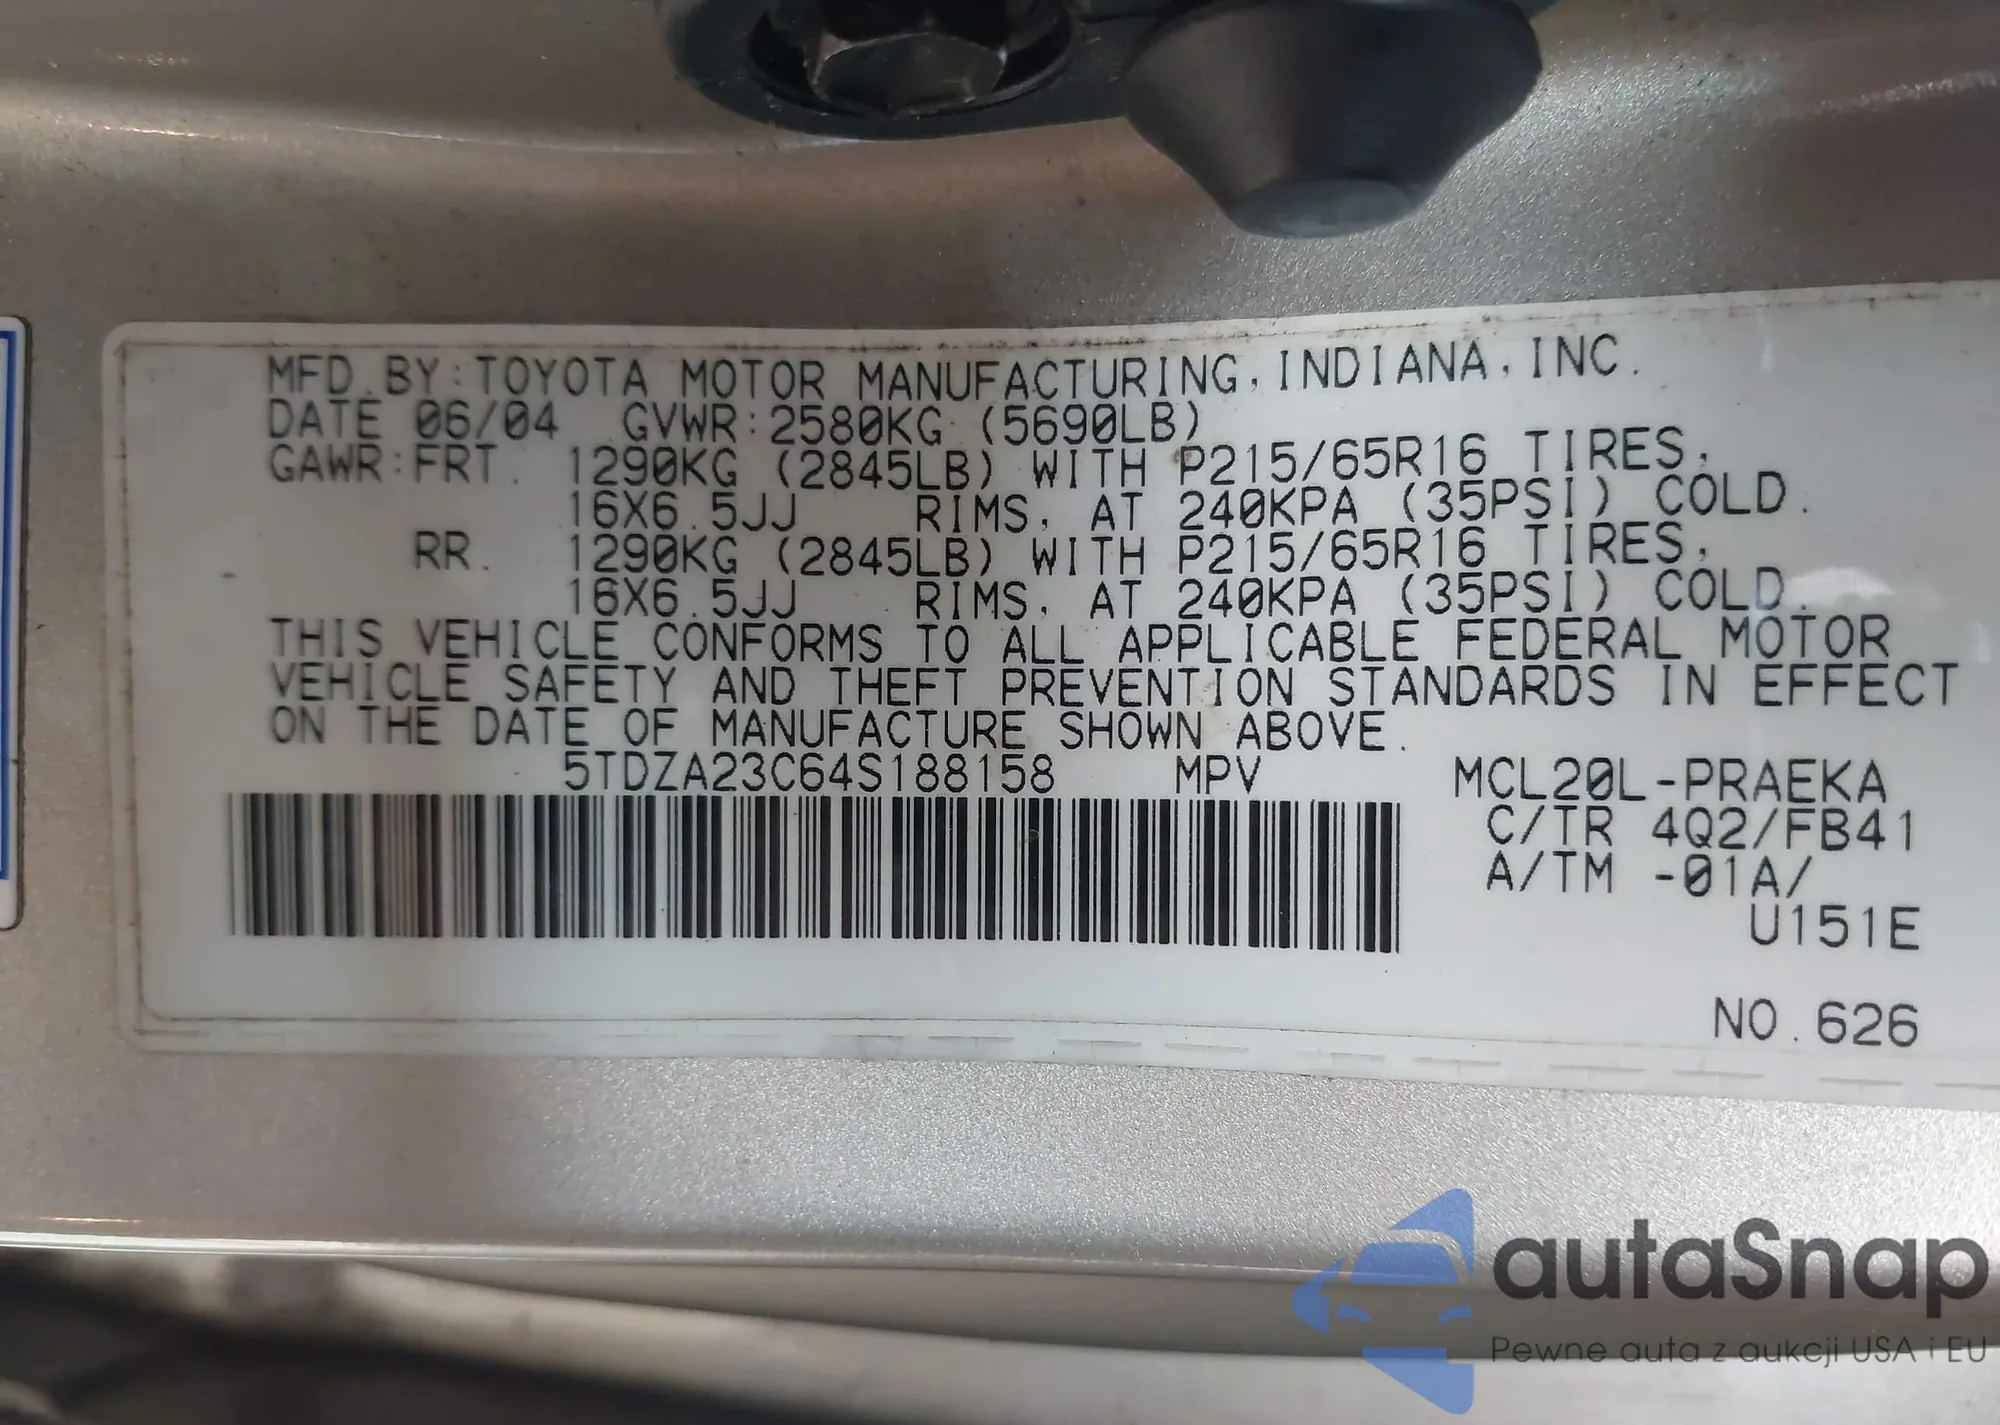 MFD.BY:TOYOTA MOTOR MANUFACTURING,INDIANA,INC.
DATE 06/04 GVWR:2580KG (5690LB)
GAWR:FRT. 1290KG (2845LB) WITH P215/65R16 TIRES,
16X6.5JJ RIMS, AT 240KPA (35PSI) COLD.
RR. 1290KG (2845LB) WITH P215/65R16 TIRES,
16X6.5JJ RIMS, AT 240KPA (35PSI) COLD.
THIS VEHICLE CONFORMS TO ALL APPLICABLE FEDERAL MOTOR
VEHICLE SAFETY AND THEFT PREVENTION STANDARDS IN EFFECT
ON THE DATE OF MANUFACTURE SHOWN ABOVE.
5TDZA23C64S188158 MPV MCL20L-PRAEKA
C/TR 4Q2/FB41
A/TM -01A/
U151E
NO.626
autaSnap
Pewne auta z aukcji USA i EU